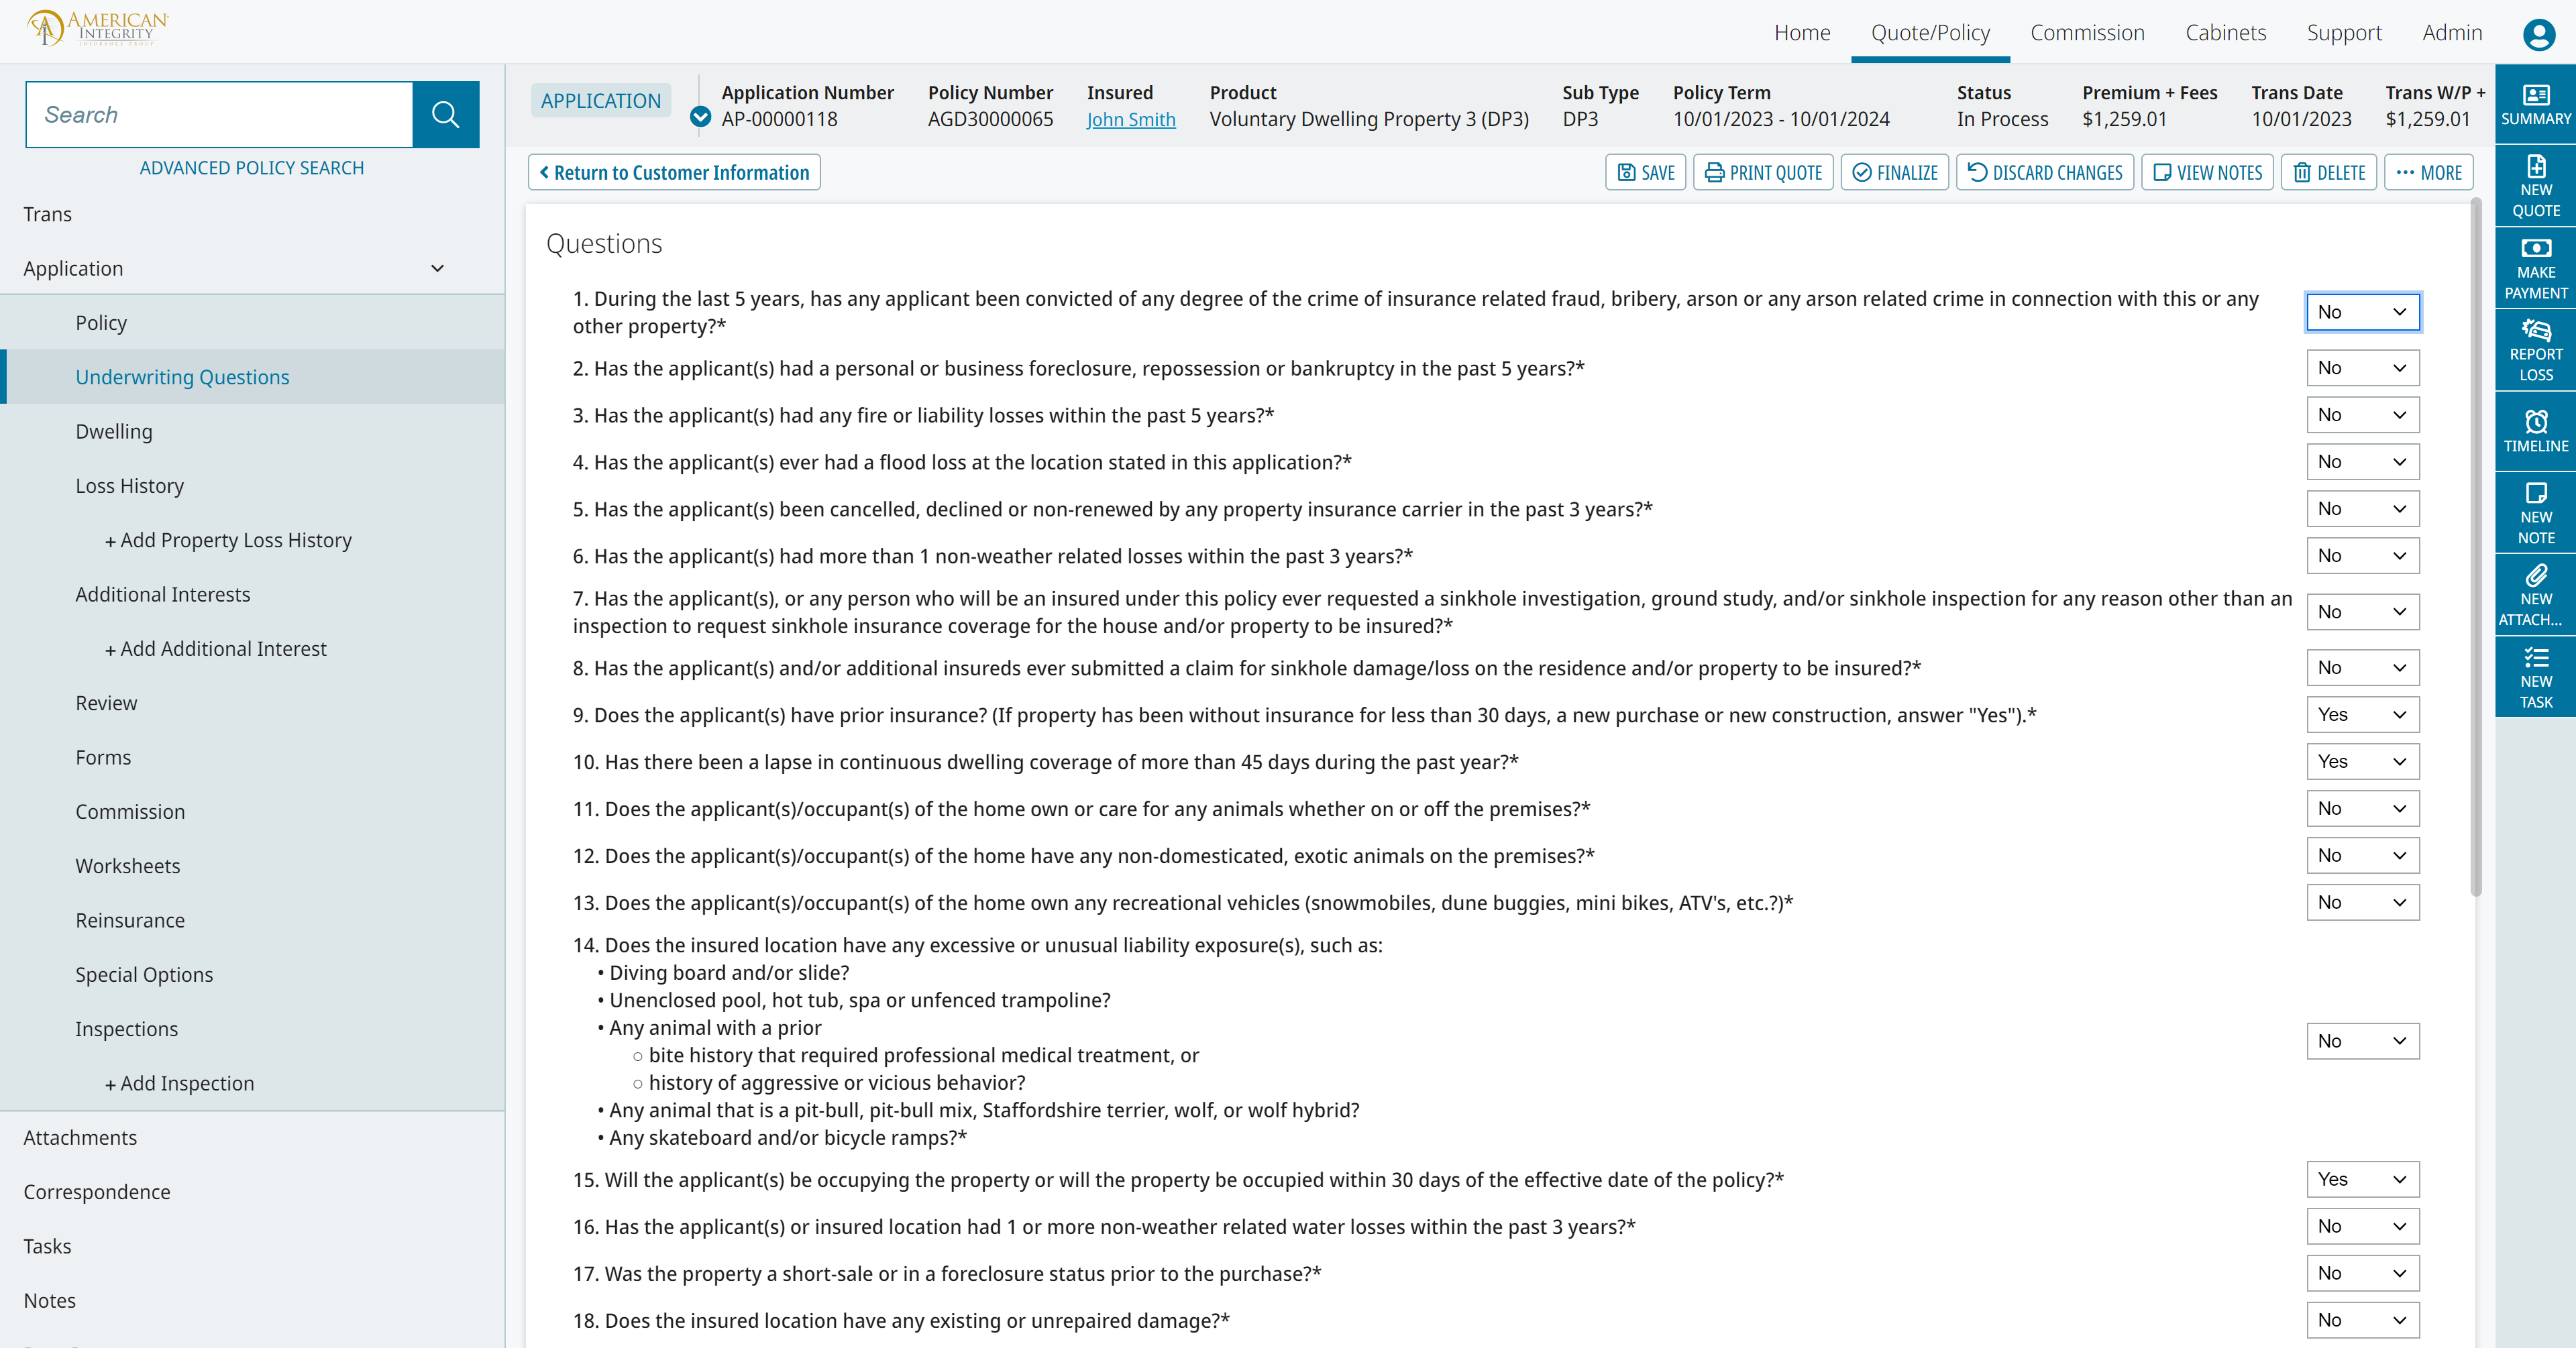 AMERICAN
INTEGRITY
INSURANCE GROUP
Home
Quote/Policy
Commission
Cabinets
Support
Admin
Search
ADVANCED POLICY SEARCH
Trans
Application
Policy
Underwriting Questions
Dwelling
Loss History
+ Add Property Loss History
Additional Interests
+ Add Additional Interest
Review
Forms
Commission
Worksheets
Reinsurance
Special Options
Inspections
+ Add Inspection
Attachments
Correspondence
Tasks
Notes
APPLICATION
Application Number
AP-00000118
Policy Number
AGD30000065
Insured
John Smith
Product
Voluntary Dwelling Property 3 (DP3)
Sub Type
DP3
Policy Term
10/01/2023 - 10/01/2024
Status
In Process
Premium + Fees
$1,259.01
Trans Date
10/01/2023
Trans W/P +
$1,259.01
Return to Customer Information
SAVE
PRINT QUOTE
FINALIZE
DISCARD CHANGES
VIEW NOTES
DELETE
MORE
Questions
1. During the last 5 years, has any applicant been convicted of any degree of the crime of insurance related fraud, bribery, arson or any arson related crime in connection with this or any
other property?*
No
2. Has the applicant(s) had a personal or business foreclosure, repossession or bankruptcy in the past 5 years?*
No
3. Has the applicant(s) had any fire or liability losses within the past 5 years?*
No
4. Has the applicant(s) ever had a flood loss at the location stated in this application?*
No
5. Has the applicant(s) been cancelled, declined or non-renewed by any property insurance carrier in the past 3 years?*
No
6. Has the applicant(s) had more than 1 non-weather related losses within the past 3 years?*
No
7. Has the applicant(s), or any person who will be an insured under this policy ever requested a sinkhole investigation, ground study, and/or sinkhole inspection for any reason other than an
inspection to request sinkhole insurance coverage for the house and/or property to be insured?*
No
8. Has the applicant(s) and/or additional insureds ever submitted a claim for sinkhole damage/loss on the residence and/or property to be insured?*
No
9. Does the applicant(s) have prior insurance? (If property has been without insurance for less than 30 days, a new purchase or new construction, answer "Yes").*
Yes
10. Has there been a lapse in continuous dwelling coverage of more than 45 days during the past year?*
Yes
11. Does the applicant(s)/occupant(s) of the home own or care for any animals whether on or off the premises?*
No
12. Does the applicant(s)/occupant(s) of the home have any non-domesticated, exotic animals on the premises?*
No
13. Does the applicant(s)/occupant(s) of the home own any recreational vehicles (snowmobiles, dune buggies, mini bikes, ATV's, etc.?)*
No
14. Does the insured location have any excessive or unusual liability exposure(s), such as:
• Diving board and/or slide?
• Unenclosed pool, hot tub, spa or unfenced trampoline?
• Any animal with a prior
○ bite history that required professional medical treatment, or
○ history of aggressive or vicious behavior?
• Any animal that is a pit-bull, pit-bull mix, Staffordshire terrier, wolf, or wolf hybrid?
• Any skateboard and/or bicycle ramps?*
No
15. Will the applicant(s) be occupying the property or will the property be occupied within 30 days of the effective date of the policy?*
Yes
16. Has the applicant(s) or insured location had 1 or more non-weather related water losses within the past 3 years?*
No
17. Was the property a short-sale or in a foreclosure status prior to the purchase?*
No
18. Does the insured location have any existing or unrepaired damage?*
No
SUMMARY
NEW
QUOTE
MAKE
PAYMENT
REPORT
LOSS
TIMELINE
NEW
NOTE
NEW
ATTACH...
NEW
TASK